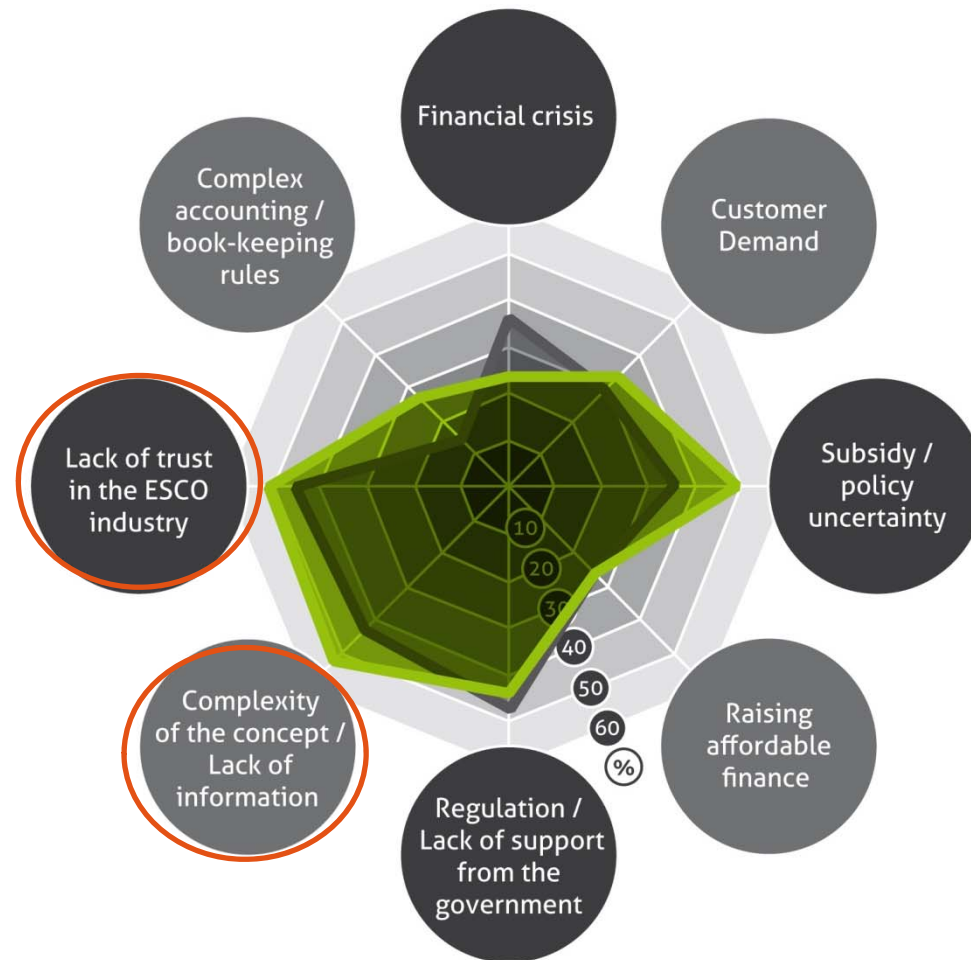 Financial crisis
Customer
Demand
Subsidy /
policy
uncertainty
Raising
affordable
finance
Regulation /
Lack of support
from the
government
Complexity
of the concept /
Lack of
information
Lack of trust
in the ESCO
industry
Complex
accounting /
book-keeping
rules
10
20
30
40
50
60
%